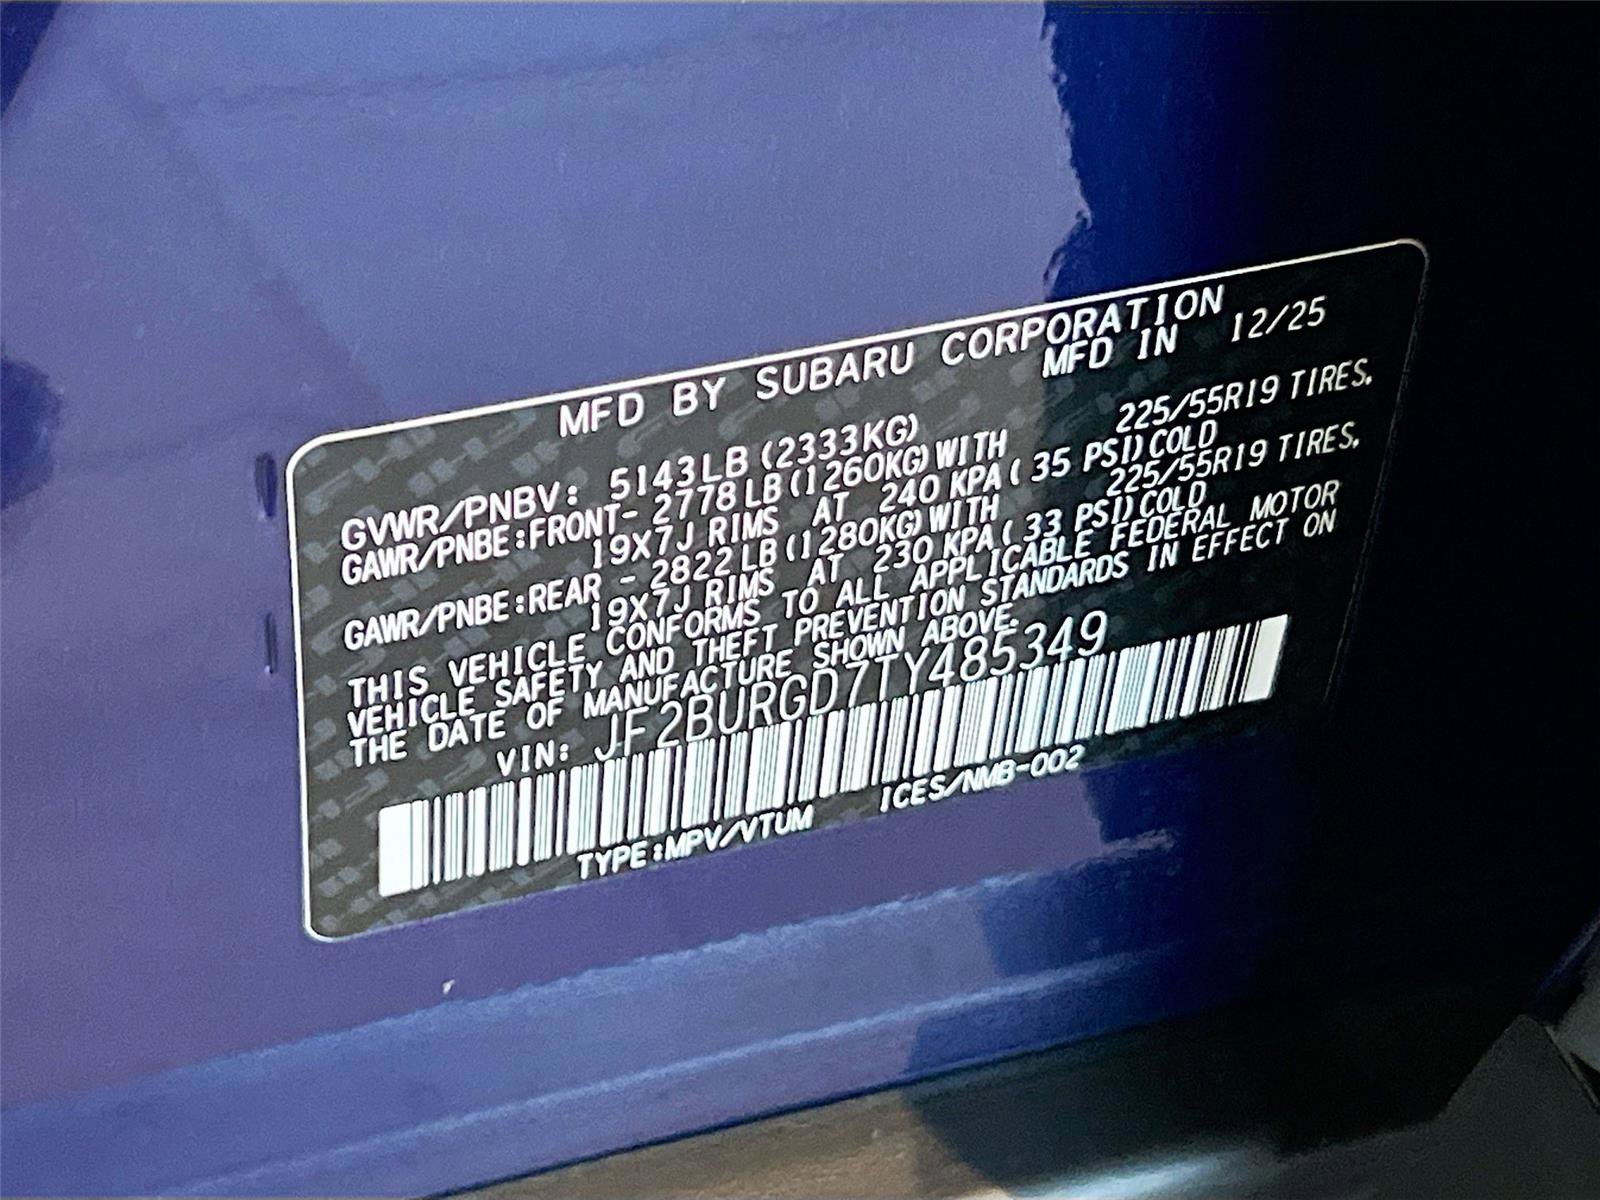 MFD BY SUBARU CORPORATION
MFD IN 12/25
GVWR/PNBV: 5143LB (2333KG)
GAWR/PNBE:FRONT- 2778LB(1260KG)WITH 225/55R19 TIRES,
19X7J RIMS AT 240 KPA( 35 PSI)COLD
GAWR/PNBE:REAR - 2822LB(1280KG)WITH 225/55R19 TIRES,
19X7J RIMS AT 230 KPA( 33 PSI)COLD
THIS VEHICLE CONFORMS TO ALL APPLICABLE FEDERAL MOTOR
VEHICLE SAFETY AND THEFT PREVENTION STANDARDS IN EFFECT ON
THE DATE OF MANUFACTURE SHOWN ABOVE.
VIN: JF2BURGD7TY485349
TYPE:MPV/VTUM ICES/NMB-002